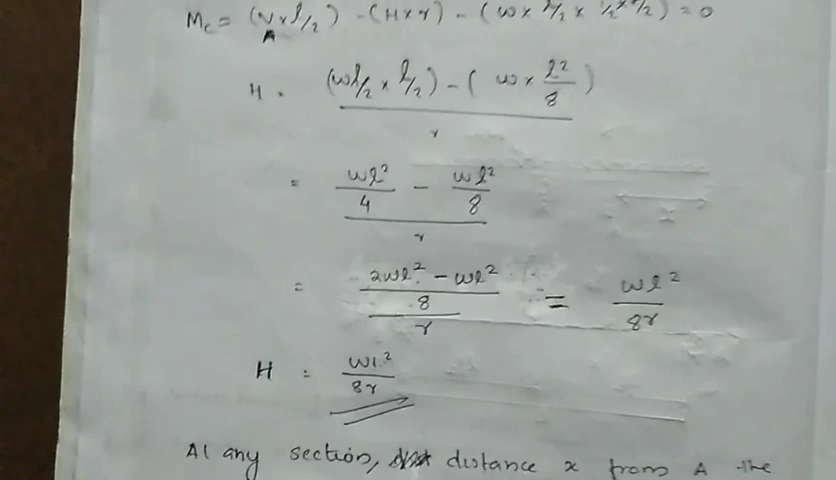 Mc = (VA x l/2) - (H x r) - (w x l/2 x 1/2 x l/2) = 0
H = ((wl/2 x l/2) - (w x l²/8)) / r
= (wl²/4 - wl²/8) / r
= ((2wl² - wl²) / 8) / r = wl²/8r
H = wl²/8r
At any section, distance x from A the